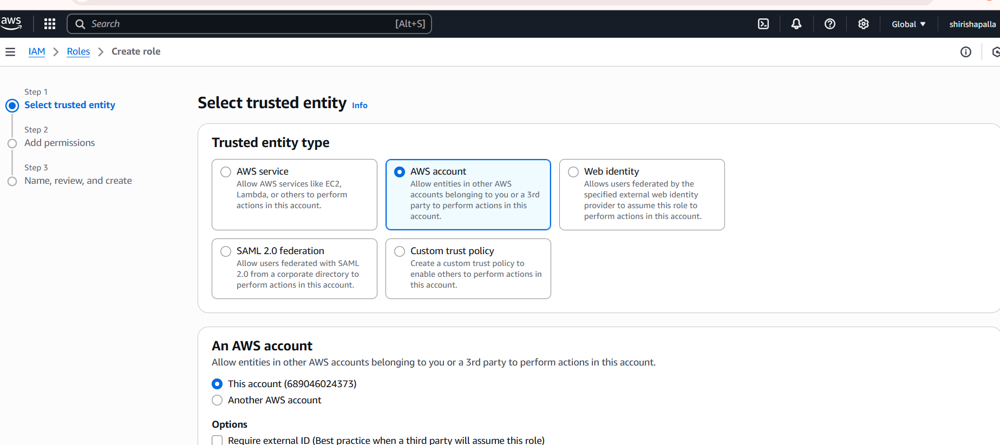 aws
Search [Alt+S]
Global
shirishapalla
IAM
Roles
Create role
Step 1
Select trusted entity
Step 2
Add permissions
Step 3
Name, review, and create
Select trusted entity Info
Trusted entity type
AWS service
Allow AWS services like EC2,
Lambda, or others to perform
actions in this account.
AWS account
Allow entities in other AWS
accounts belonging to you or a 3rd
party to perform actions in this
account.
Web identity
Allows users federated by the
specified external web identity
provider to assume this role to
perform actions in this account.
SAML 2.0 federation
Allow users federated with SAML
2.0 from a corporate directory to
perform actions in this account.
Custom trust policy
Create a custom trust policy to
enable others to perform actions in
this account.
An AWS account
Allow entities in other AWS accounts belonging to you or a 3rd party to perform actions in this account.
This account (689046024373)
Another AWS account
Options
Require external ID (Best practice when a third party will assume this role)